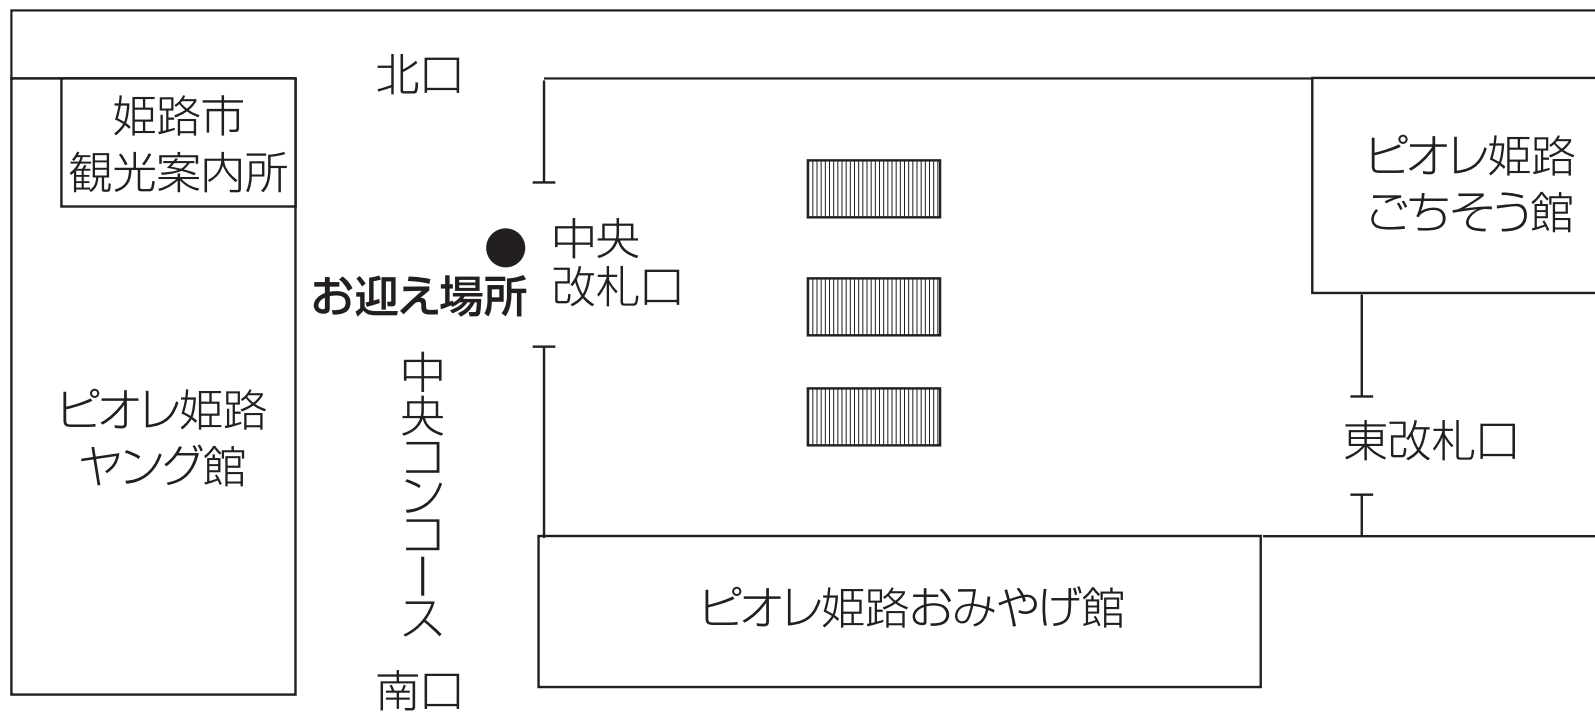 北口
姫路市
観光案内所
ピオレ姫路
ごちそう館
中央
改札口
お迎え場所
中央コンコース
ピオレ姫路
ヤング館
東改札口
ピオレ姫路おみやげ館
南口